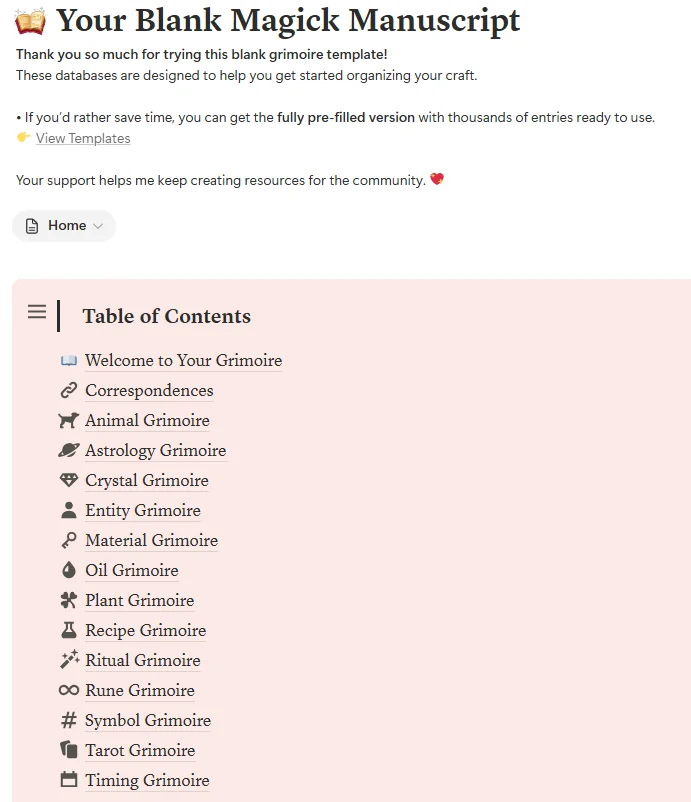 Your Blank Magick Manuscript
Thank you so much for trying this blank grimoire template!
These databases are designed to help you get started organizing your craft.
• If you’d rather save time, you can get the fully pre-filled version with thousands of entries ready to use.
👉 View Templates
Your support helps me keep creating resources for the community. 💖
Home
Table of Contents
Welcome to Your Grimoire
Correspondences
Animal Grimoire
Astrology Grimoire
Crystal Grimoire
Entity Grimoire
Material Grimoire
Oil Grimoire
Plant Grimoire
Recipe Grimoire
Ritual Grimoire
Rune Grimoire
Symbol Grimoire
Tarot Grimoire
Timing Grimoire